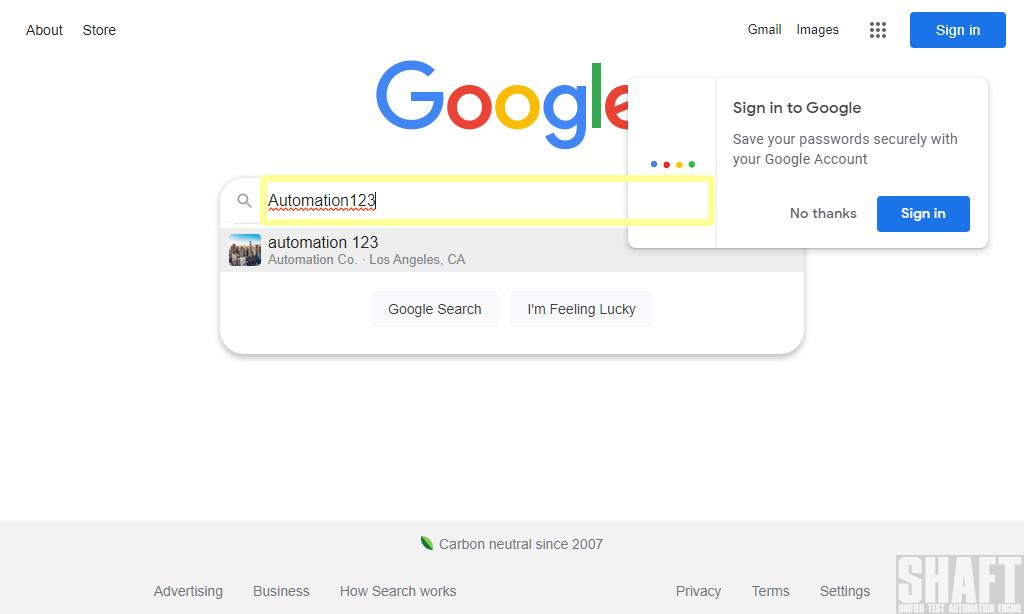 About Store
Gmail Images
Sign in
Google
Sign in to Google
Save your passwords securely with
your Google Account
No thanks
Sign in
Automation123
automation 123
Automation Co. · Los Angeles, CA
Google Search
I'm Feeling Lucky
Carbon neutral since 2007
Advertising Business How Search works
Privacy Terms Settings
SHAFT
UNIFIED TEST AUTOMATION ENGINE